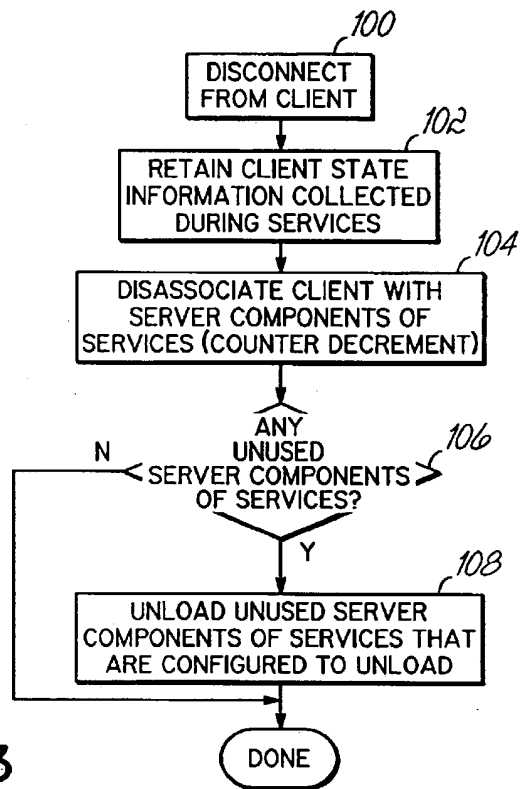 100
DISCONNECT
FROM CLIENT
102
RETAIN CLIENT STATE
INFORMATION COLLECTED
DURING SERVICES
104
DISASSOCIATE CLIENT WITH
SERVER COMPONENTS OF
SERVICES (COUNTER DECREMENT)
ANY
UNUSED
SERVER COMPONENTS
OF SERVICES?
106
N
Y
108
UNLOAD UNUSED SERVER
COMPONENTS OF SERVICES THAT
ARE CONFIGURED TO UNLOAD
DONE
3